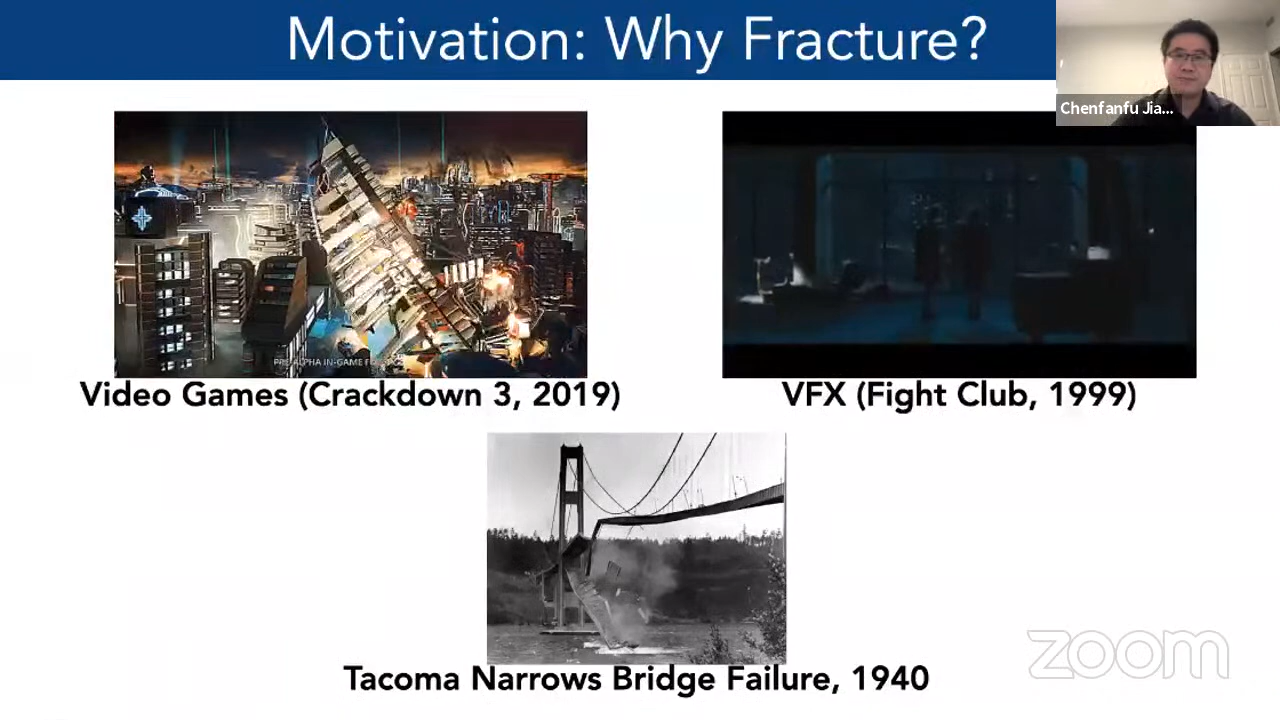 Motivation: Why Fracture?
Chenfanfu Jia...
Video Games (Crackdown 3, 2019)
VFX (Fight Club, 1999)
Tacoma Narrows Bridge Failure, 1940
zoom